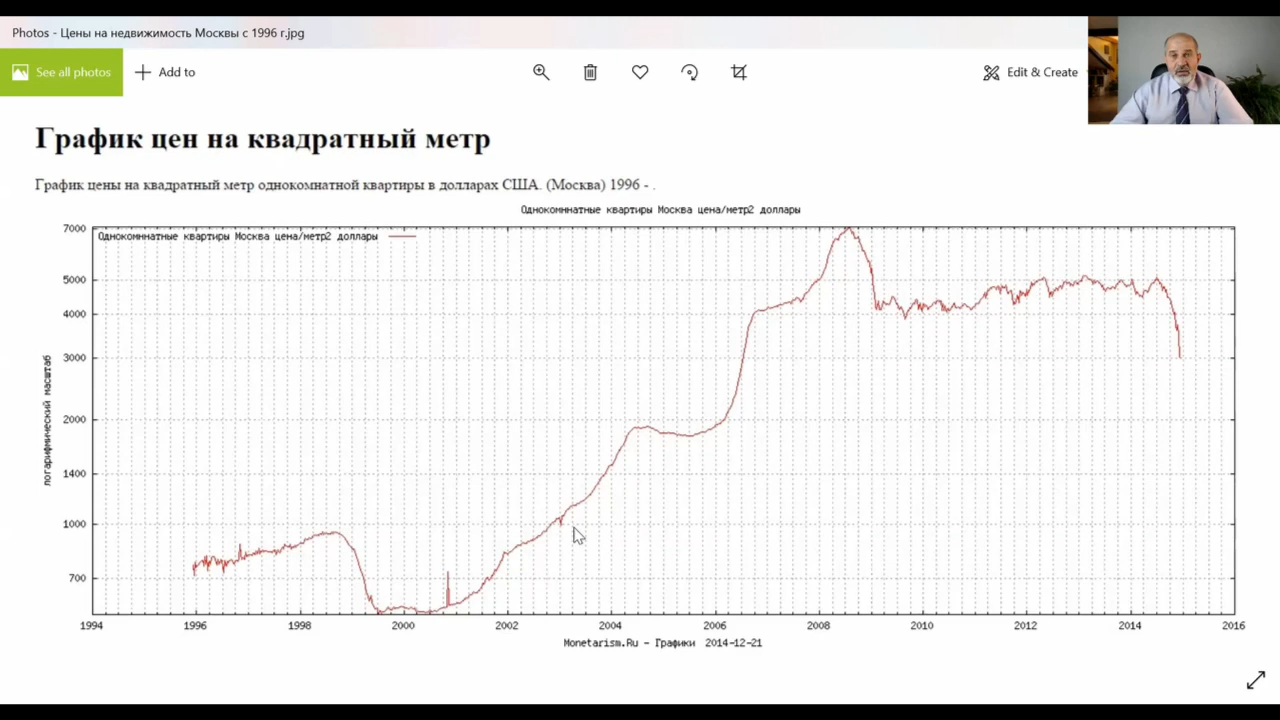 Photos - Цены на недвижимость Москвы с 1996 г.jpg
See all photos
Add to
Edit & Create
График цен на квадратный метр
График цены на квадратный метр однокомнатной квартиры в долларах США. (Москва) 1996 - .
Однокомннатые квартиры Москва цена/метр2 доллары
Однокомннатые квартиры Москва цена/метр2 доллары
7000
5000
4000
3000
2000
1400
1000
700
логарифмический масштаб
1994 1996 1998 2000 2002 2004 2006 2008 2010 2012 2014 2016
Monetarism.Ru - Графики 2014-12-21